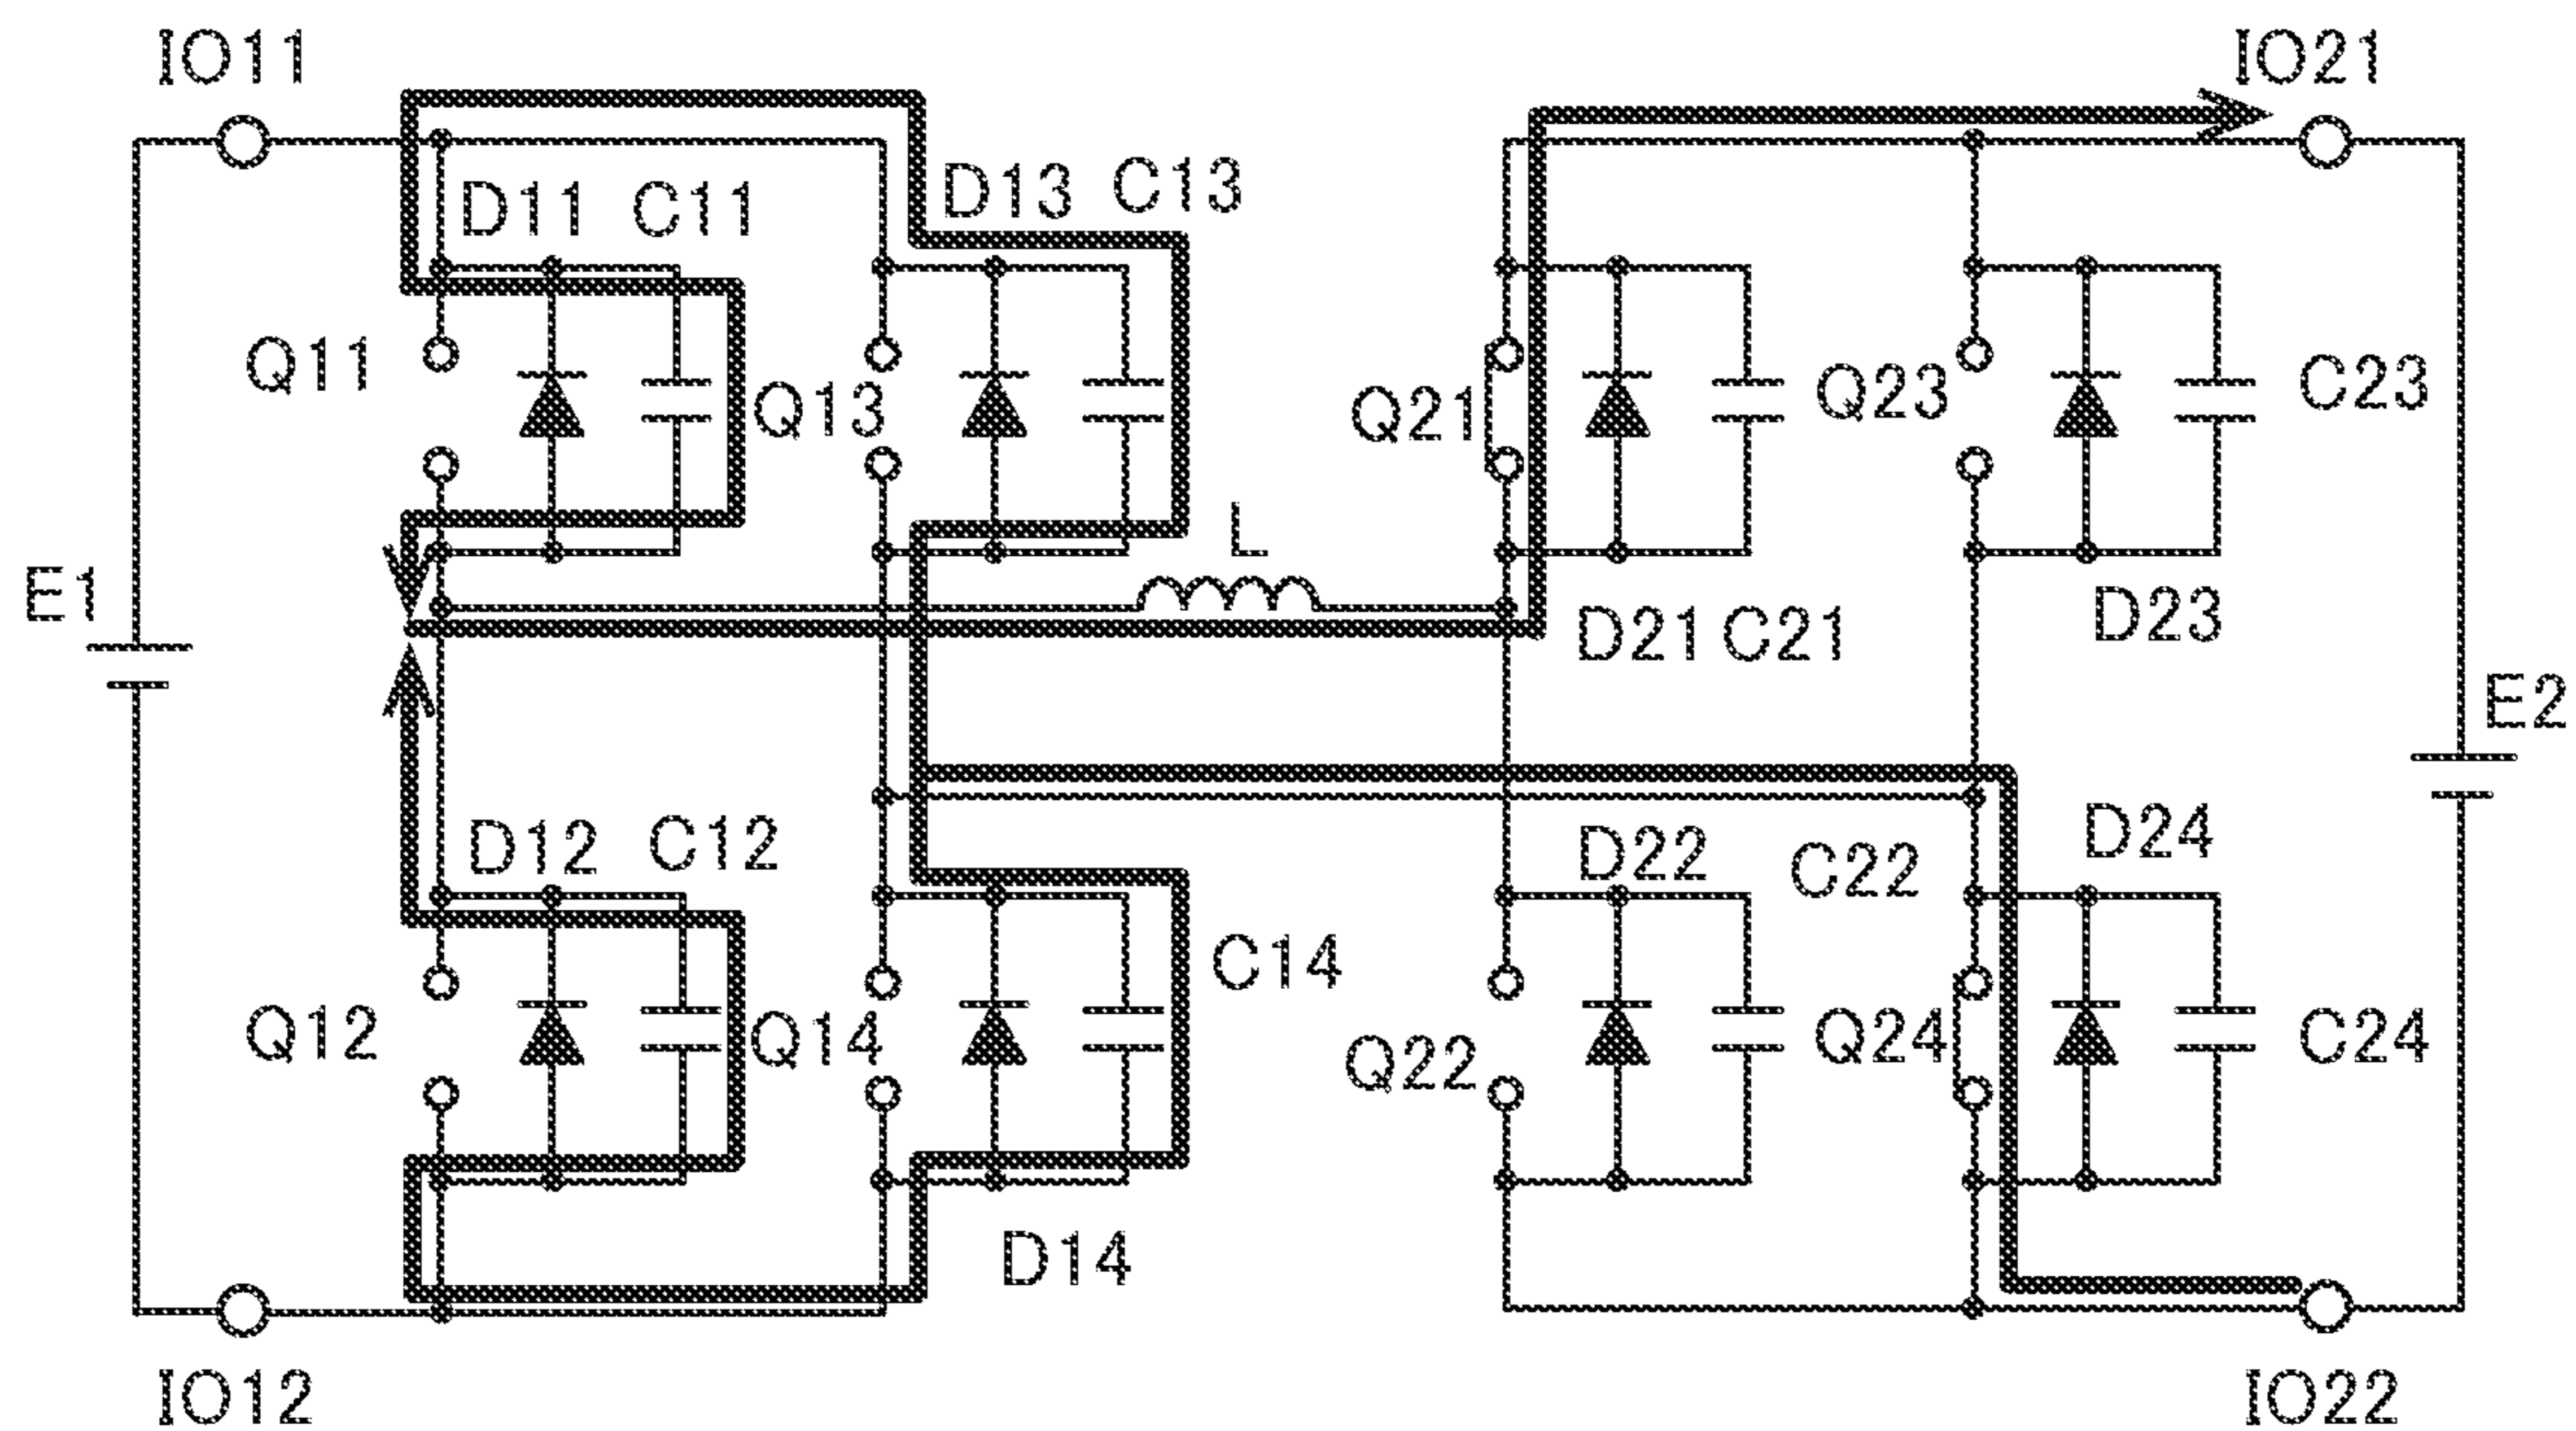 IO11
IO21
D11 C11
D13 C13
Q11
Q13
Q21
Q23
C23
L
E1
D21 C21
D23
E2
D12 C12
D22
C22
D24
C14
Q12
Q14
Q22
Q24
C24
D14
IO12
IO22